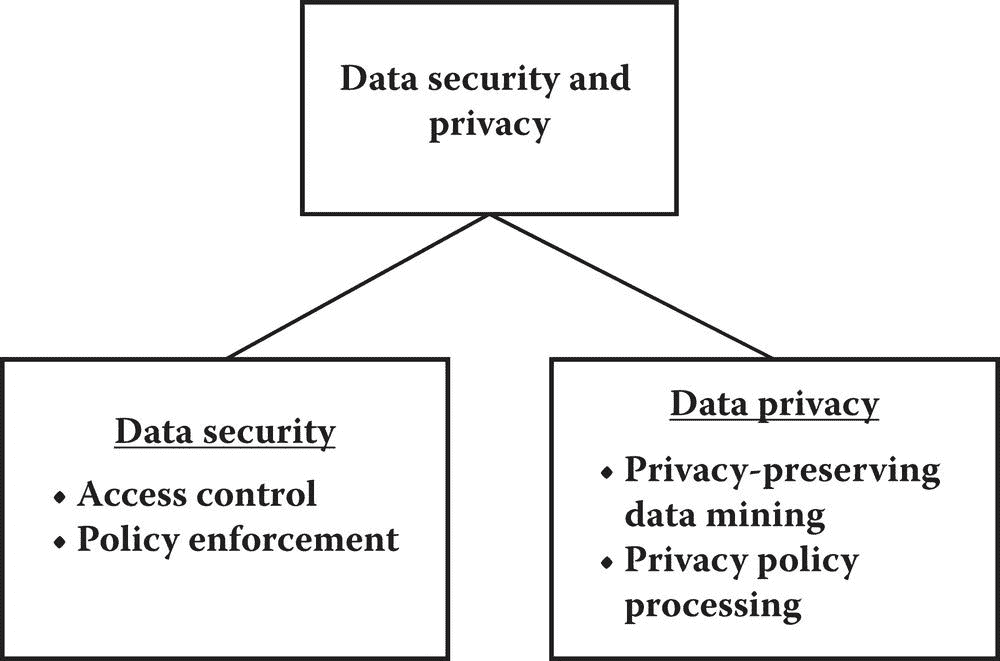 Data security and
privacy
Data security
• Access control
• Policy enforcement
Data privacy
• Privacy-preserving
data mining
• Privacy policy
processing